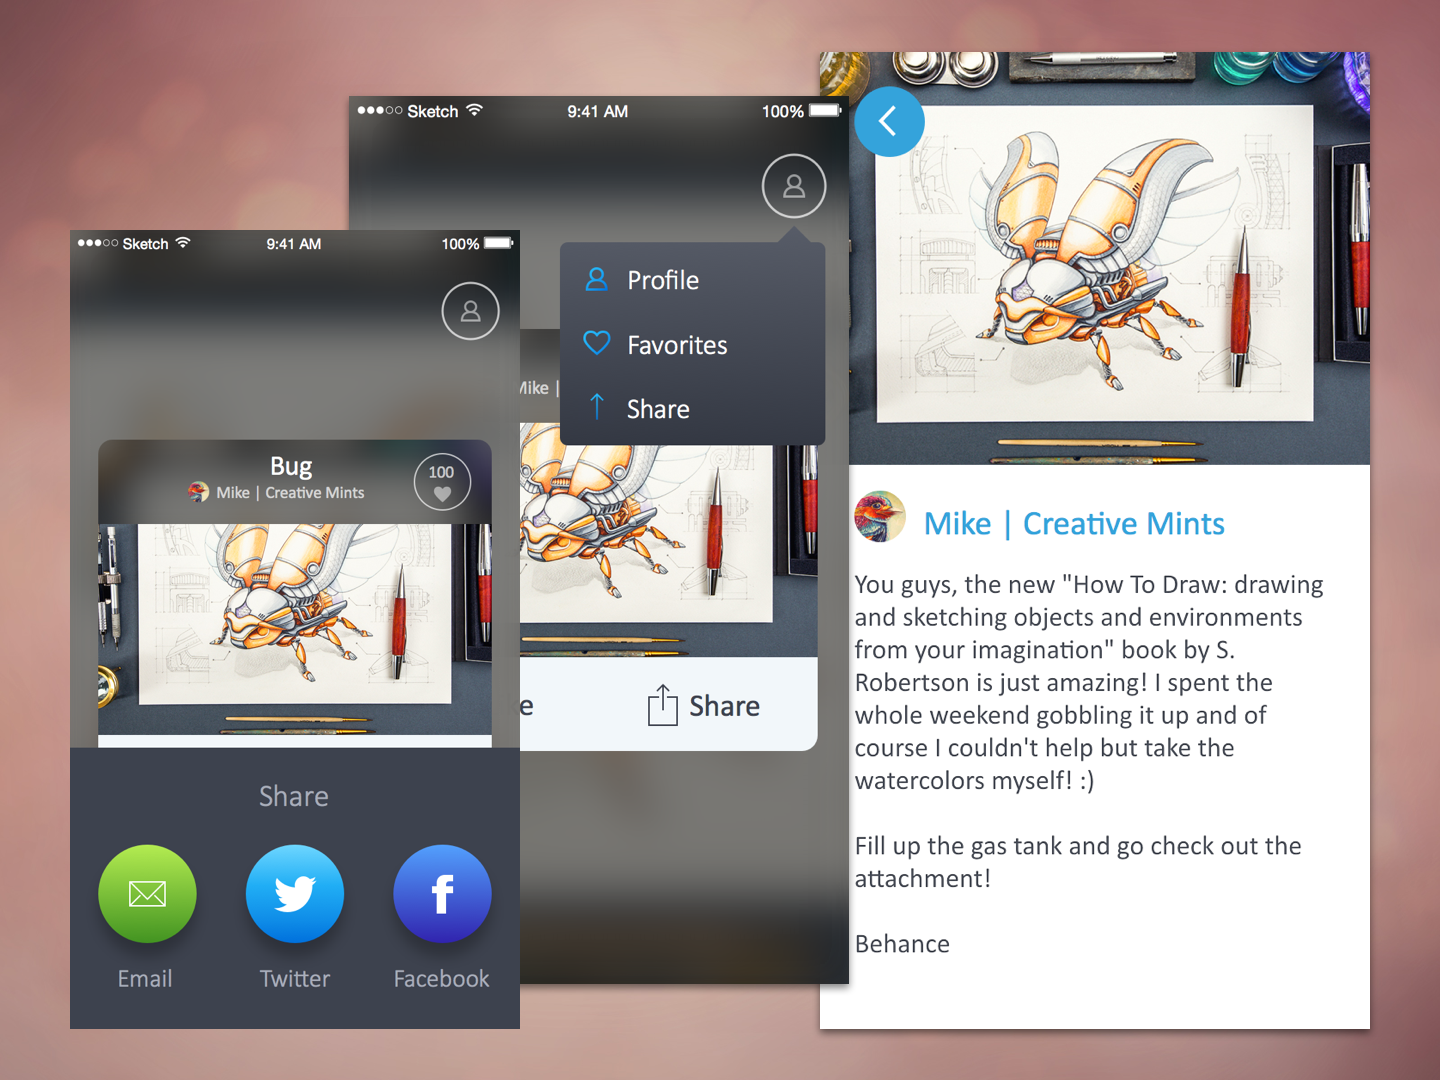 Sketch 9:41 AM 100%
Bug
Mike | Creative Mints
100
Share
Email
Twitter
Facebook
Sketch 9:41 AM 100%
Profile
Favorites
Share
Mike |
e
Share
Mike | Creative Mints
You guys, the new "How To Draw: drawing
and sketching objects and environments
from your imagination" book by S.
Robertson is just amazing! I spent the
whole weekend gobbling it up and of
course I couldn't help but take the
watercolors myself! :)
Fill up the gas tank and go check out the
attachment!
Behance